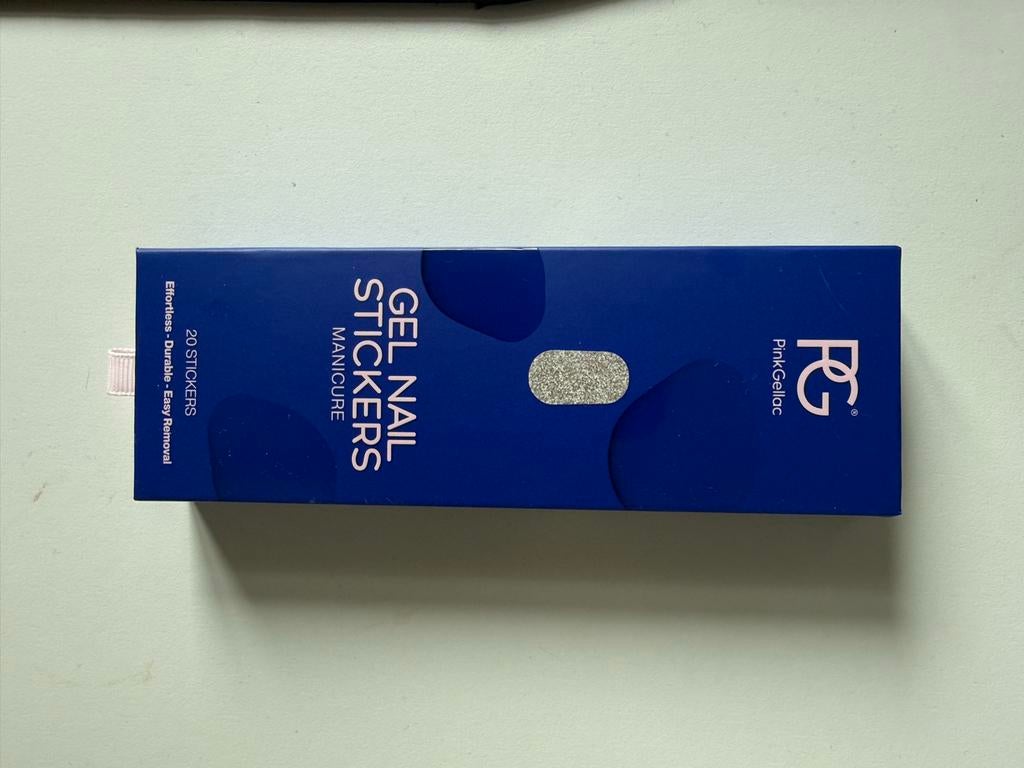 PG®
PinkGellac
GEL NAIL
STICKERS
MANICURE
20 STICKERS
Effortless - Durable - Easy Removal